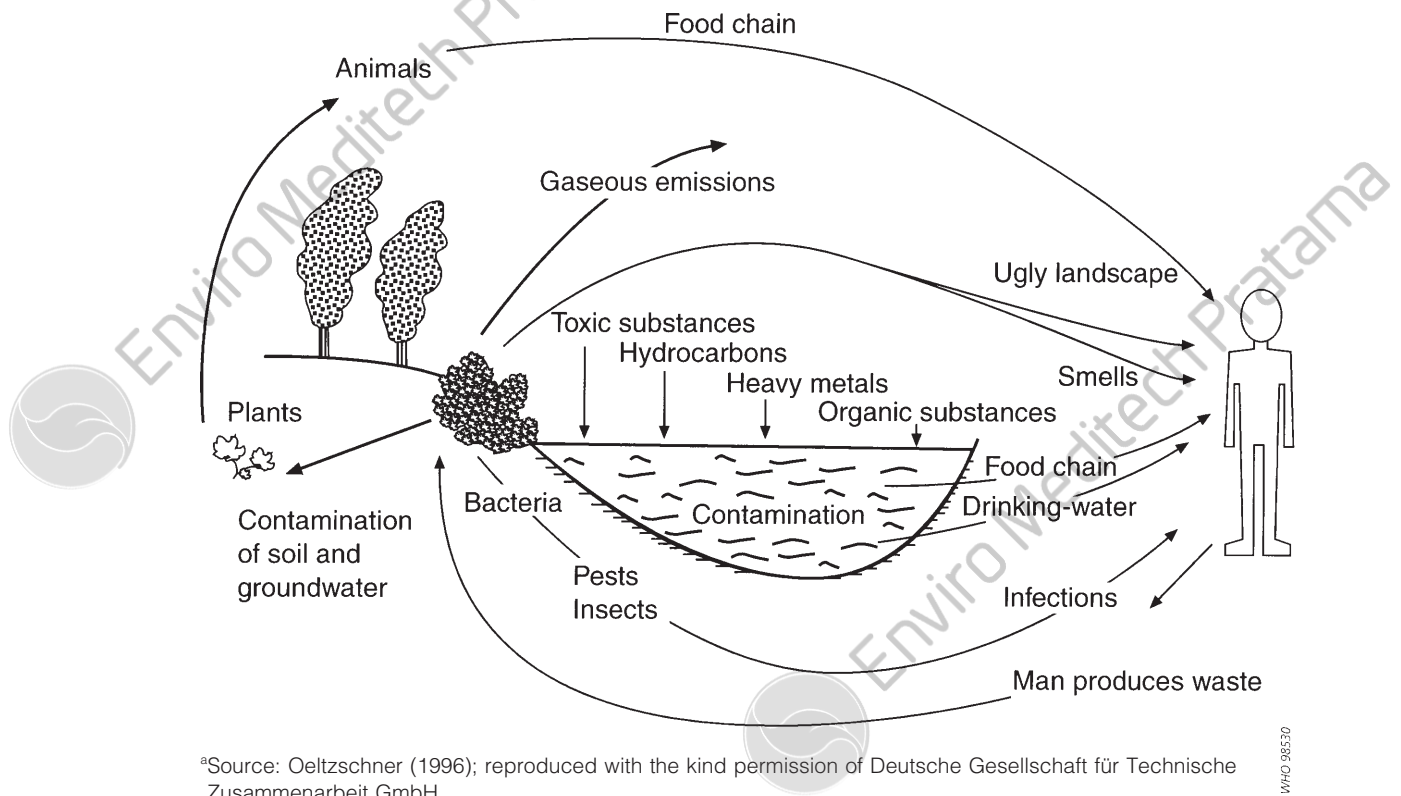 Food chain
Animals
Gaseous emissions
Ugly landscape
Toxic substances
Hydrocarbons
Smells
Heavy metals
Plants
Organic substances
Food chain
Bacteria
Drinking-water
Contamination
Contamination
of soil and
groundwater
Pests
Insects
Infections
Man produces waste
WHO 98530
aSource: Oeltzschner (1996); reproduced with the kind permission of Deutsche Gesellschaft für Technische
Zusammenarbeit GmbH
Enviro Meditech Pr
Enviro Meditech Pratama